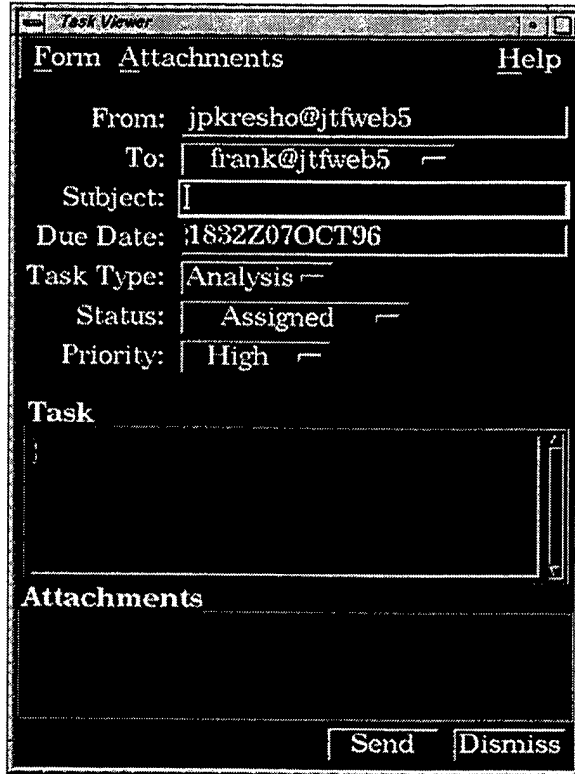 Task Viewer
Form Attachments Help
From: jpkresho@jtfweb5
To: frank@jtfweb5
Subject:
Due Date: 1832Z07OCT96
Task Type: Analysis
Status: Assigned
Priority: High
Task
Attachments
Send Dismiss